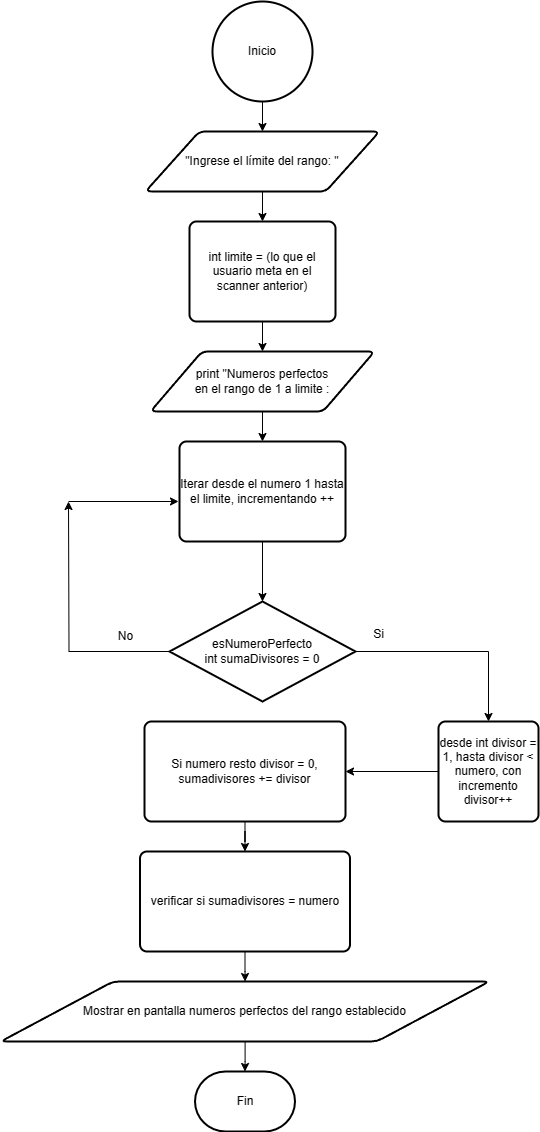 Inicio
"Ingrese el límite del rango: "
int limite = (lo que el
usuario meta en el
scanner anterior)
print "Numeros perfectos
en el rango de 1 a limite :
Iterar desde el numero 1 hasta
el limite, incrementando ++
esNumeroPerfecto
int sumaDivisores = 0
No
Si
desde int divisor =
1, hasta divisor <
numero, con
incremento
divisor++
Si numero resto divisor = 0,
sumadivisores += divisor
verificar si sumadivisores = numero
Mostrar en pantalla numeros perfectos del rango establecido
Fin